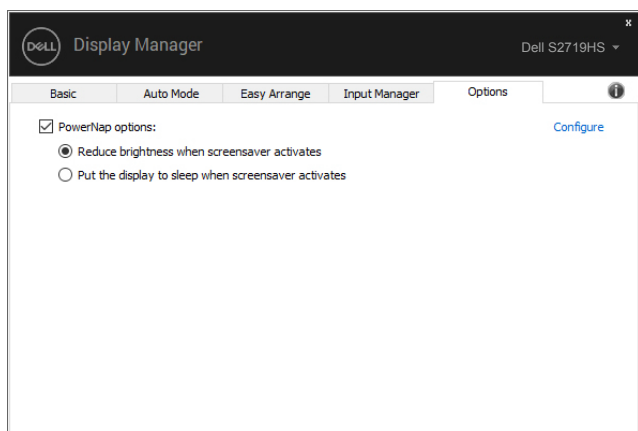 x
DELL Display Manager Dell S2719HS
Basic Auto Mode Easy Arrange Input Manager Options i
PowerNap options: Configure
Reduce brightness when screensaver activates
Put the display to sleep when screensaver activates